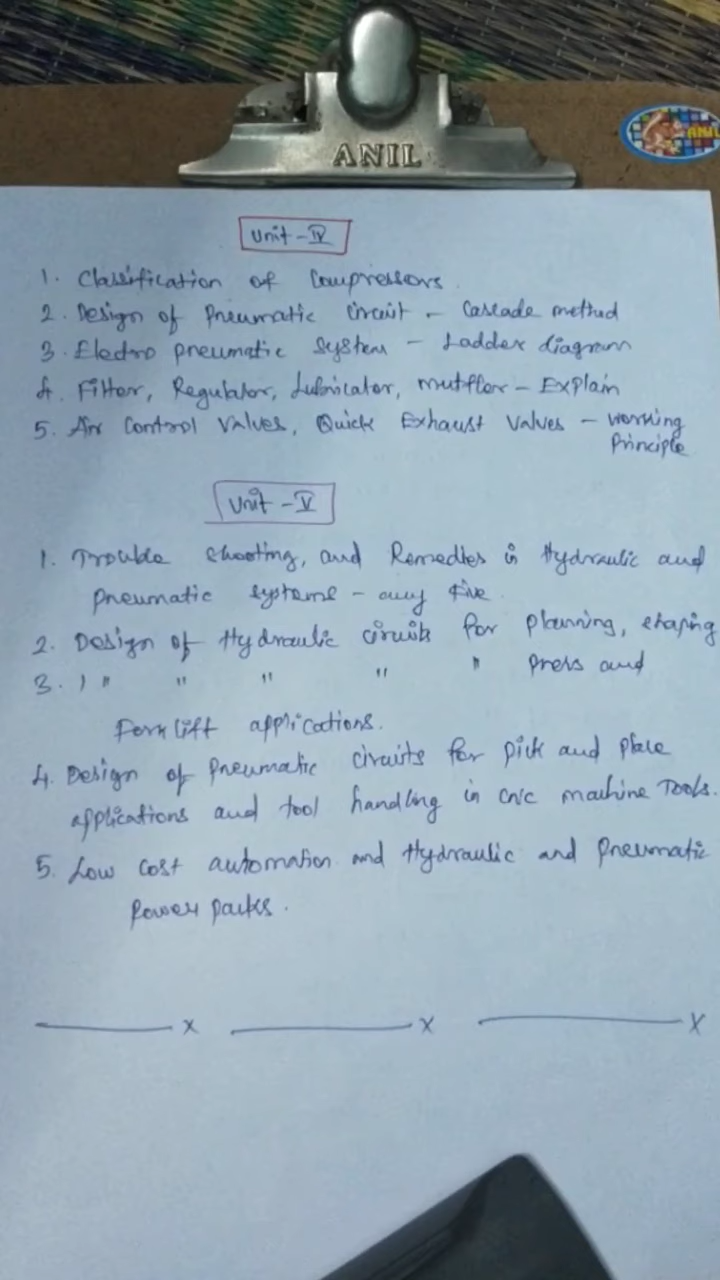 ANIL
ANIL
Unit - IV
1. Classification of Compressors.
2. Design of Pneumatic Circuit - Cascade method
3. Electro pneumatic System - Ladder diagram
4. Filter, Regulator, Lubricator, Mutfler - Explain
5. Air Control Valves, Quick Exhaust Valves - working
Principle
Unit - V
1. Trouble Shooting, and Remedies in Hydraulic and
Pneumatic Systems - any five.
2. Design of Hydraulic circuits for planning, shaping
3. 1 " " " " " Press and
Fork lift applications.
4. Design of Pneumatic Circuits for pick and place
applications and tool handling in CNC machine Tools.
5. Low cost automation and Hydraulic and Pneumatic
Power packs.
x x x